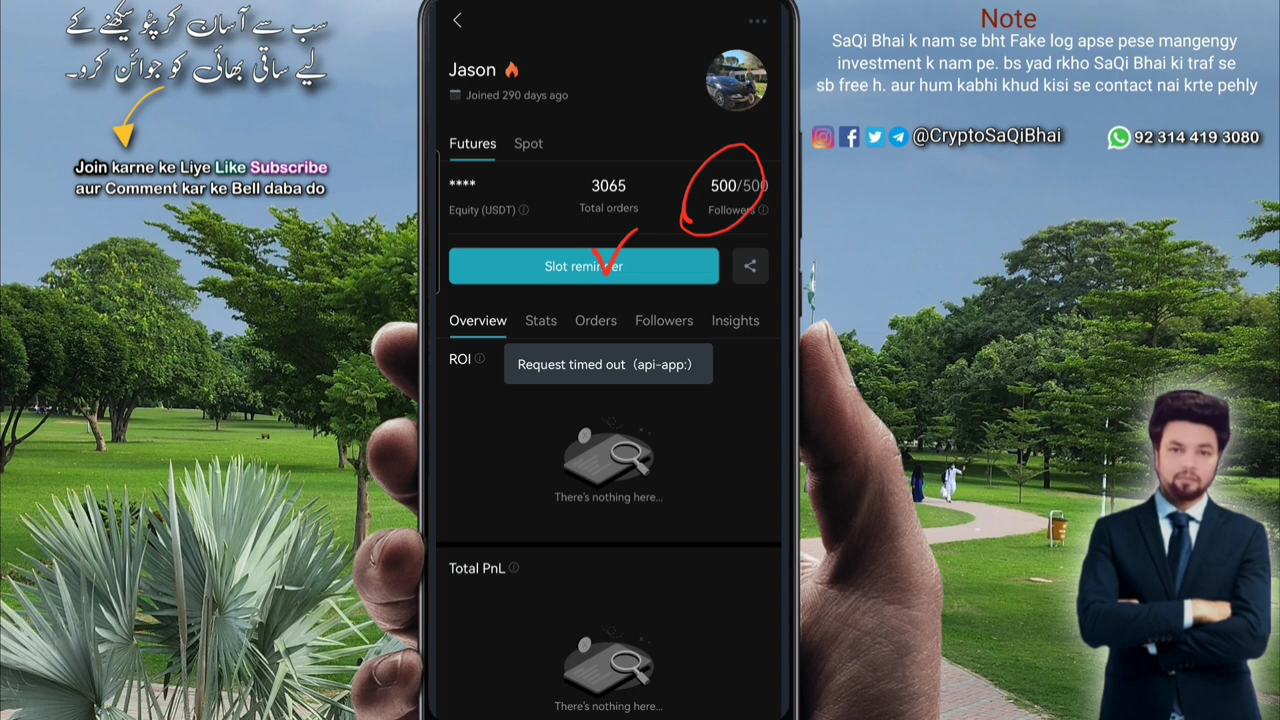 سب سے آسان کرپٹو سیکھنے کے
لیے ساقی بھائی کو جوائن کرو۔
Join karne ke Liye Like Subscribe
aur Comment kar ke Bell daba do
Jason
Joined 290 days ago
Futures Spot
**** 3065 500/500
Equity (USDT) Total orders Followers
Slot reminder
Overview Stats Orders Followers Insights
ROI
Request timed out (api-app:)
There's nothing here...
Total PnL
There's nothing here...
Note
SaQi Bhai k nam se bht Fake log apse pese mangengy
investment k nam pe. bs yad rkho SaQi Bhai ki traf se
sb free h. aur hum kabhi khud kisi se contact nai krte pehly
@CryptoSaQiBhai 92 314 419 3080